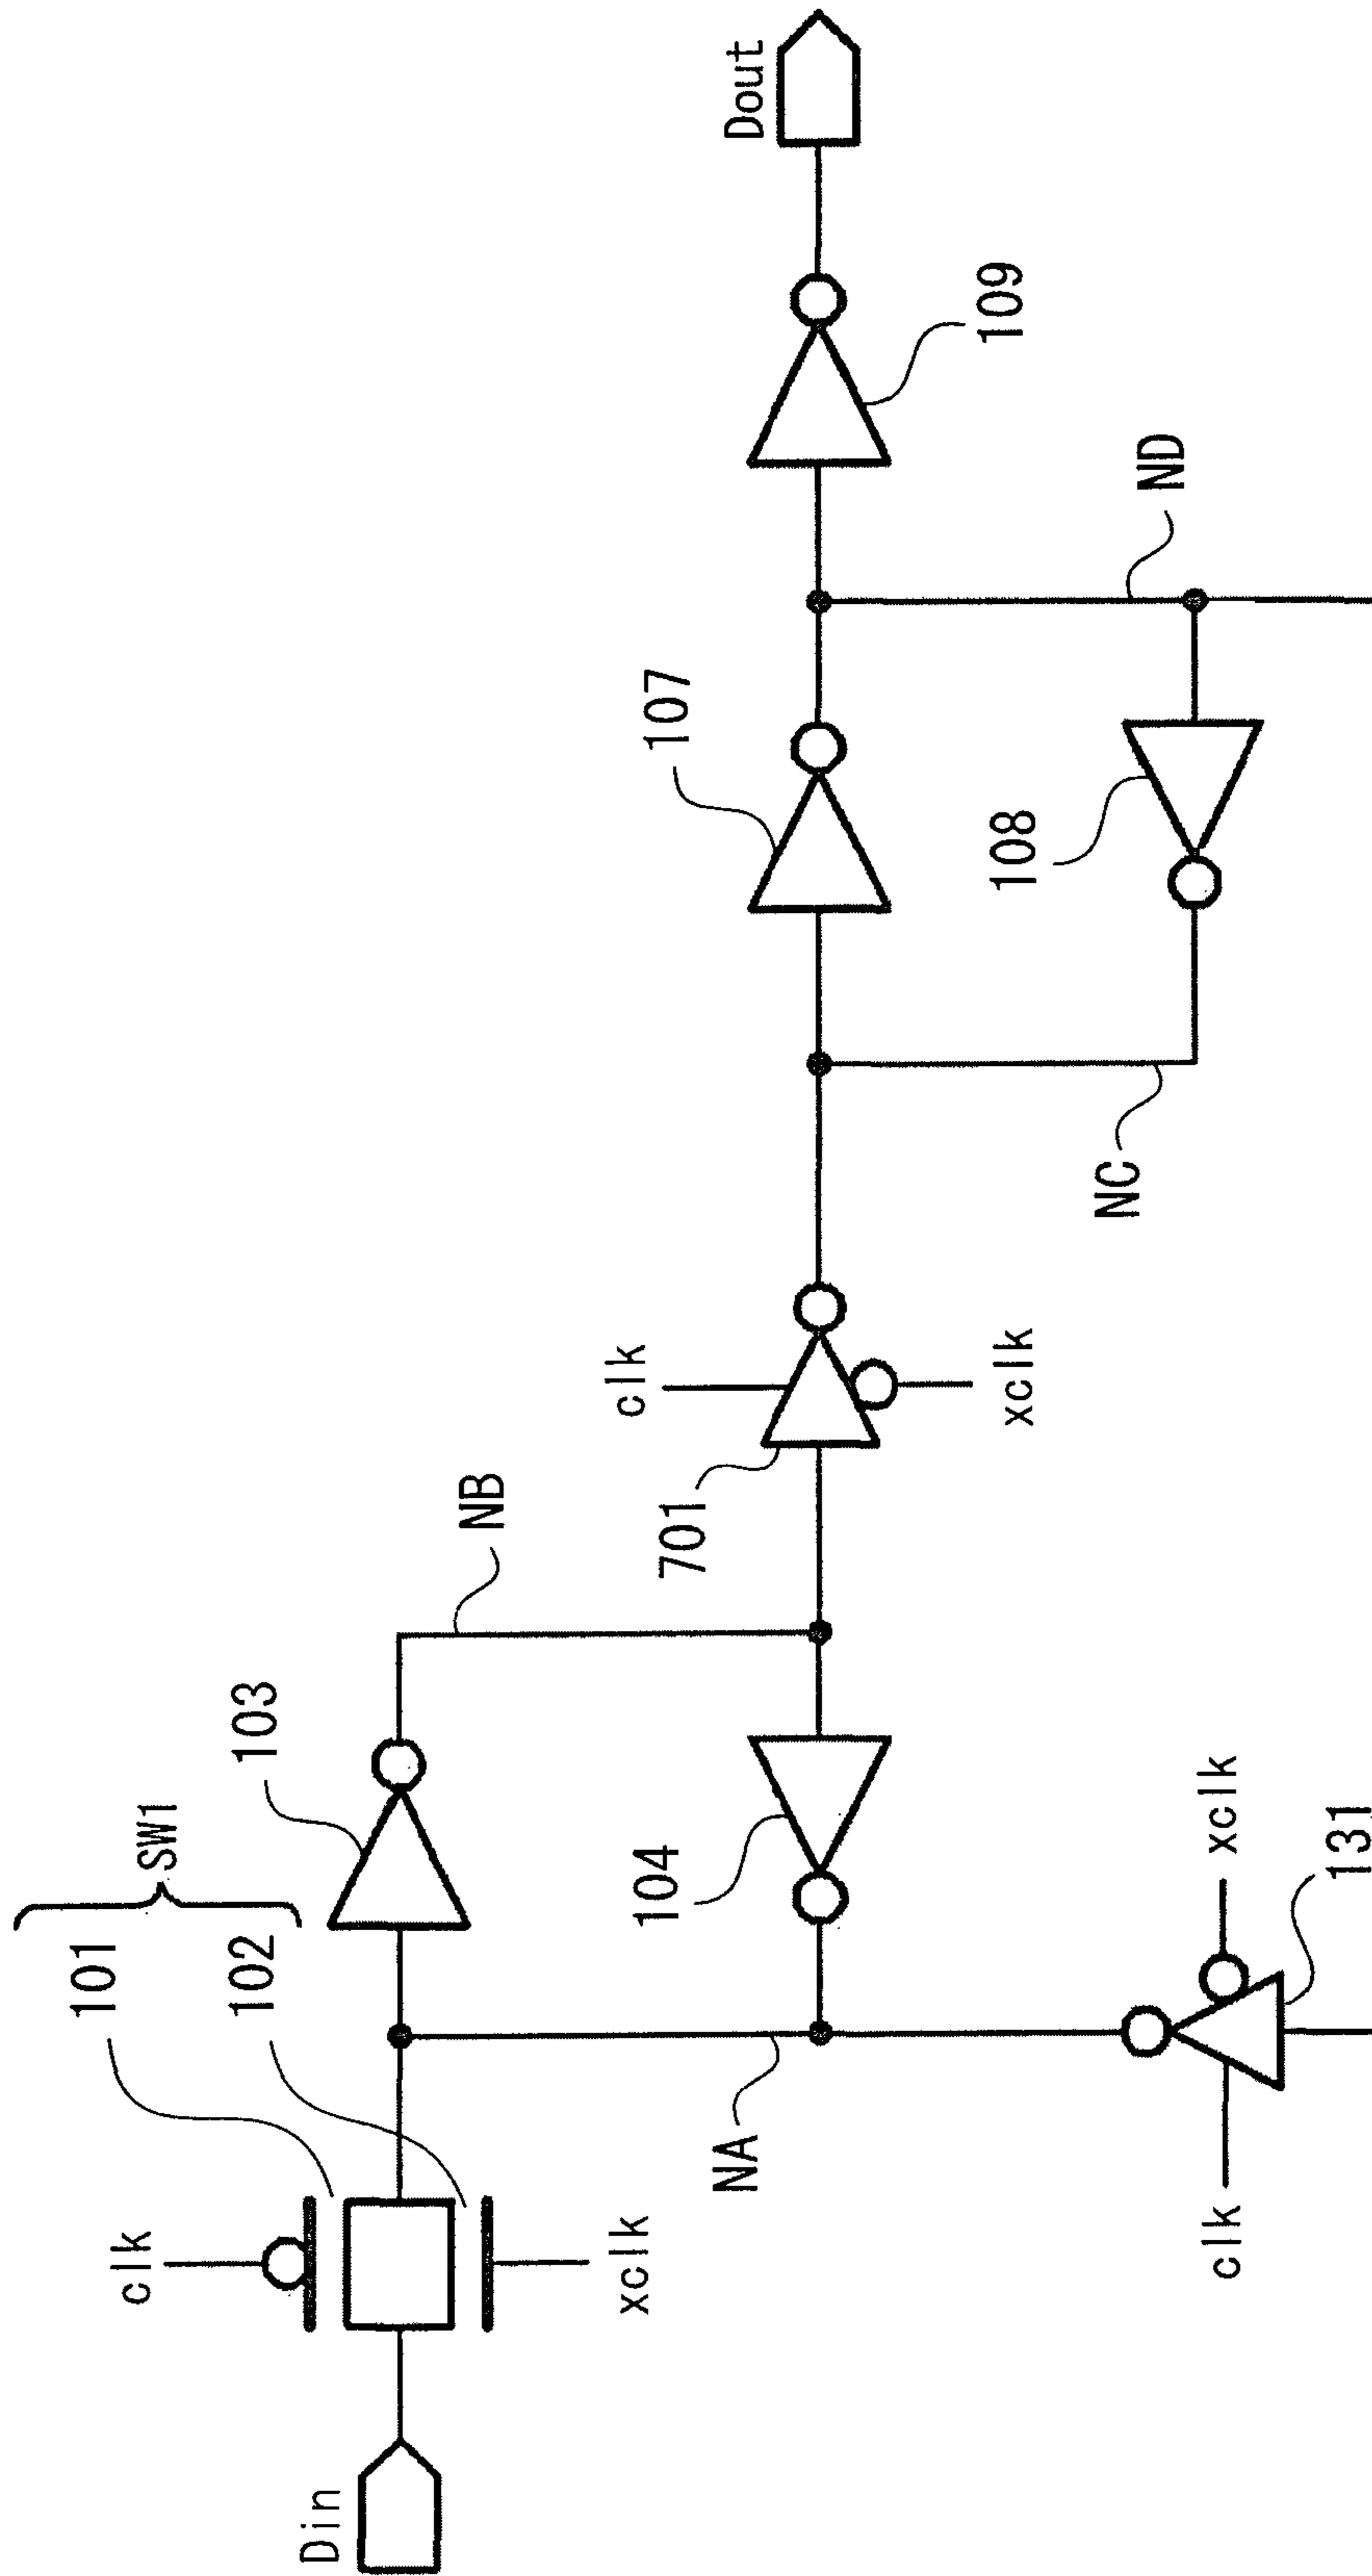 Din
clk
xclk
101
102
SW1
103
NB
104
NA
clk
xclk
131
701
clk
xclk
NC
107
108
ND
109
Dout